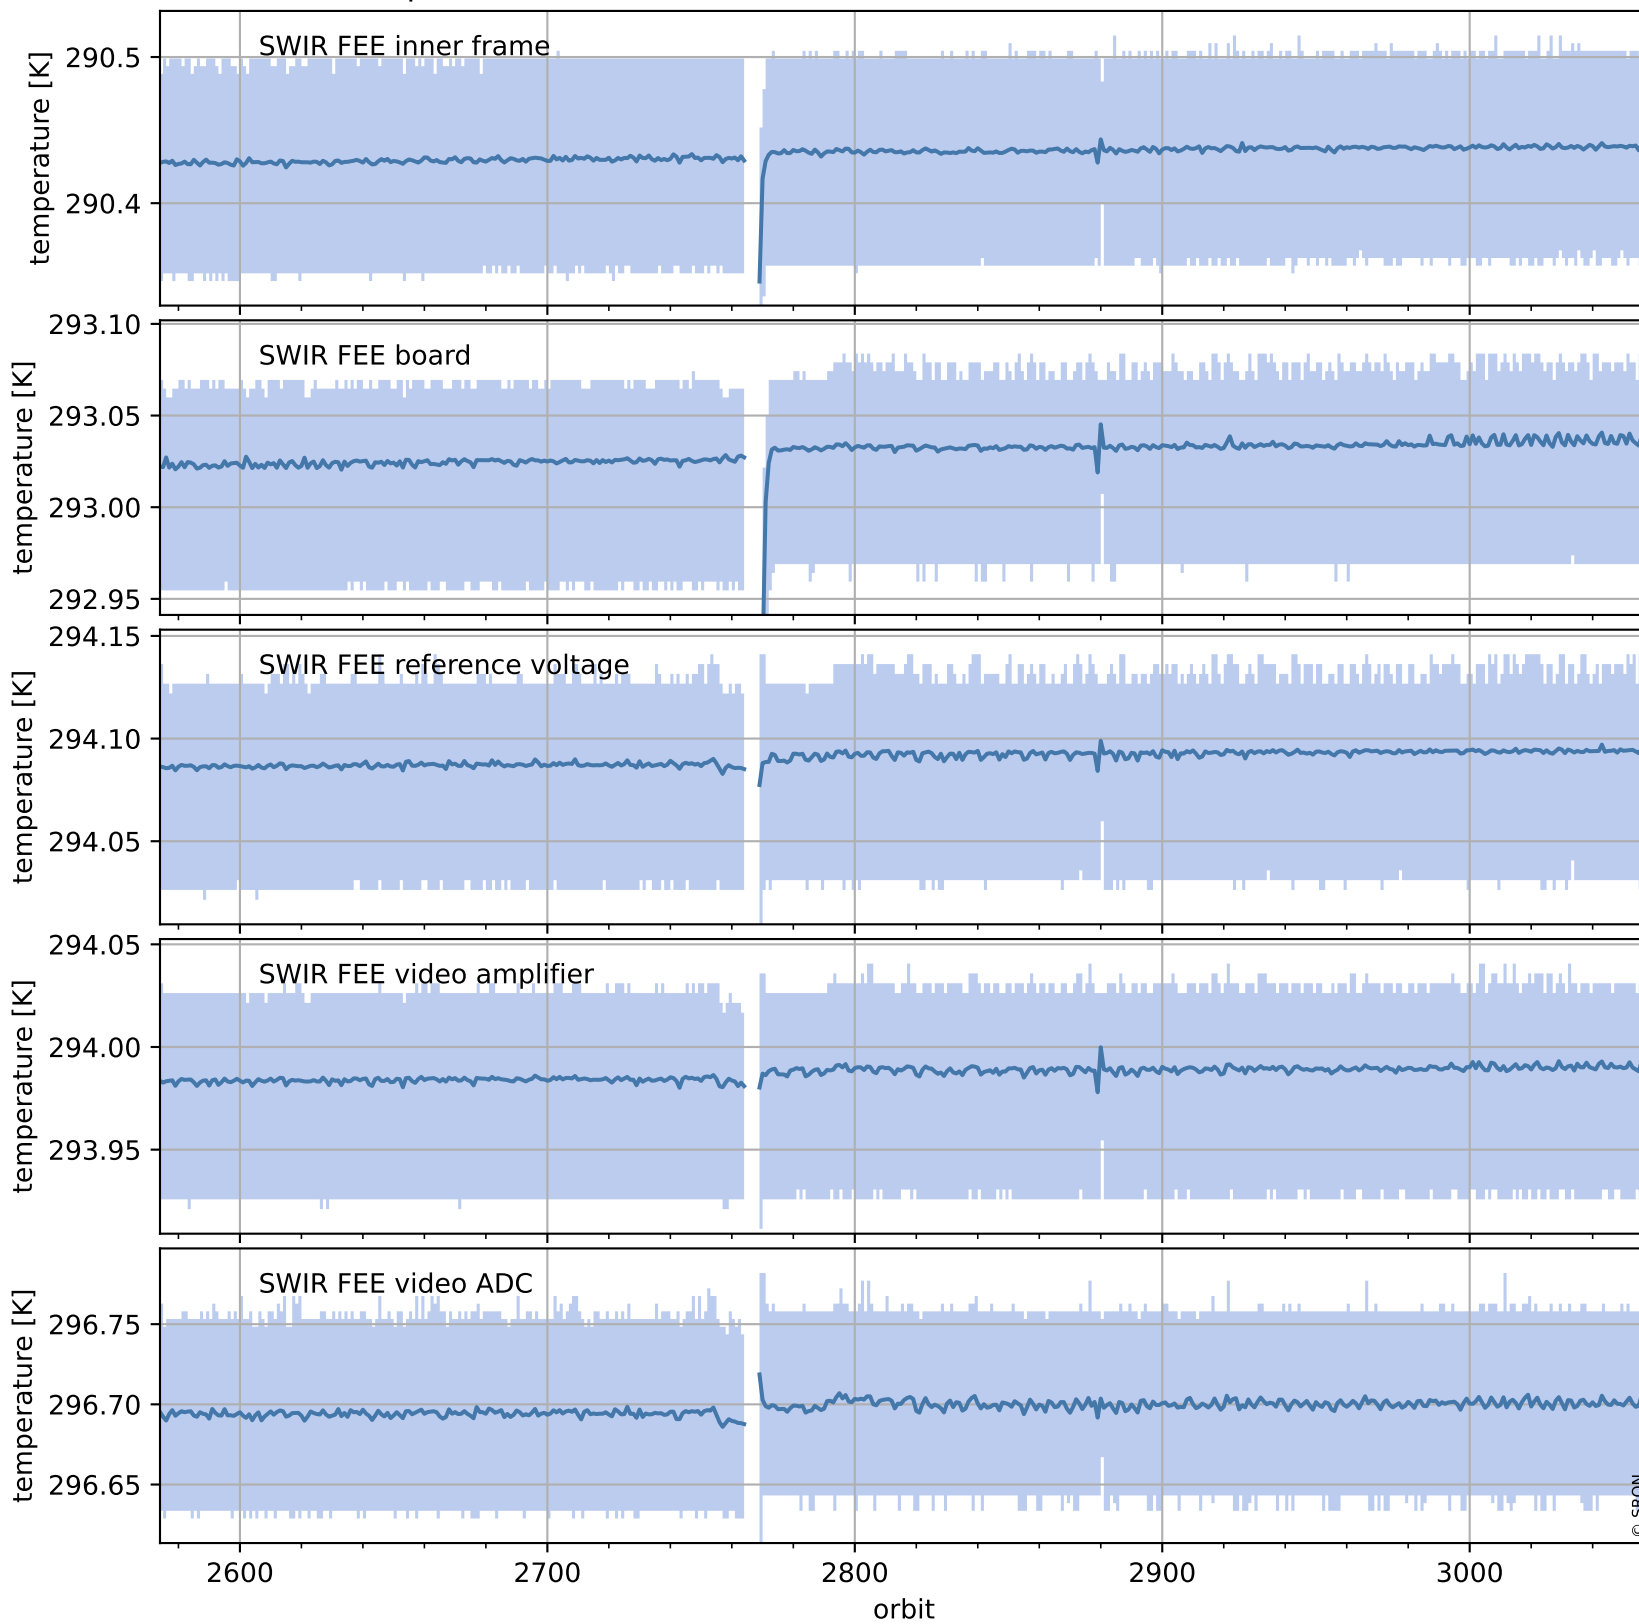 SWIR FEE inner frame
290.5
290.4
temperature [K]
SWIR FEE board
293.10
293.05
293.00
292.95
temperature [K]
SWIR FEE reference voltage
294.15
294.10
294.05
temperature [K]
SWIR FEE video amplifier
294.05
294.00
293.95
temperature [K]
SWIR FEE video ADC
296.75
296.70
296.65
temperature [K]
© SRON
2600 2700 2800 2900 3000
orbit